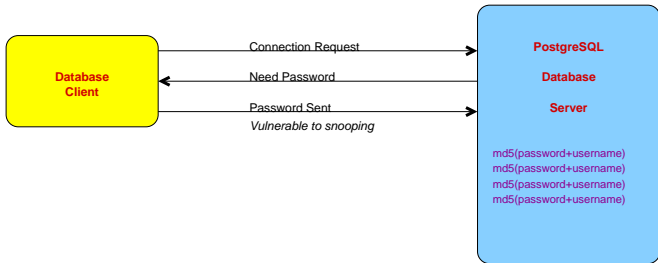 Database
Client
Connection Request
Need Password
Password Sent
Vulnerable to snooping
PostgreSQL
Database
Server
md5(password+username)
md5(password+username)
md5(password+username)
md5(password+username)